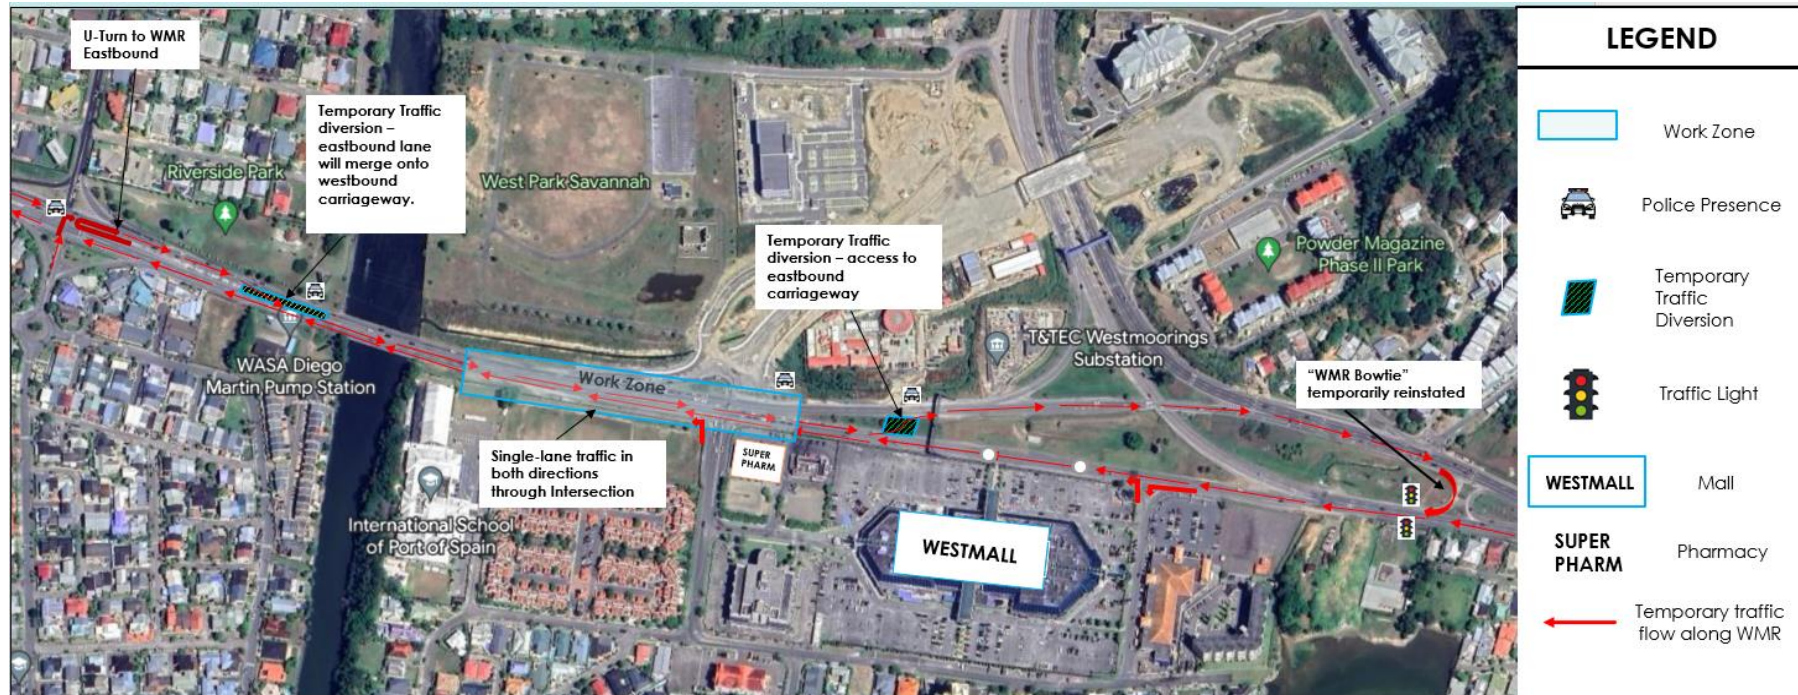 U-Turn to WMR
Eastbound
Temporary Traffic
diversion –
eastbound lane
will merge onto
westbound
carriageway.
Riverside Park
West Park Savannah
Temporary Traffic
diversion – access to
eastbound
carriageway
Powder Magazine
Phase II Park
WASA Diego
Martin Pump Station
Work Zone
T&TEC Westmoorings
Substation
“WMR Bowtie”
temporarily reinstated
Single-lane traffic in
both directions
through Intersection
SUPER
PHARM
International School
of Port of Spain
WESTMALL
LEGEND
Work Zone
Police Presence
Temporary
Traffic
Diversion
Traffic Light
WESTMALL
Mall
SUPER
PHARM
Pharmacy
Temporary traffic
flow along WMR